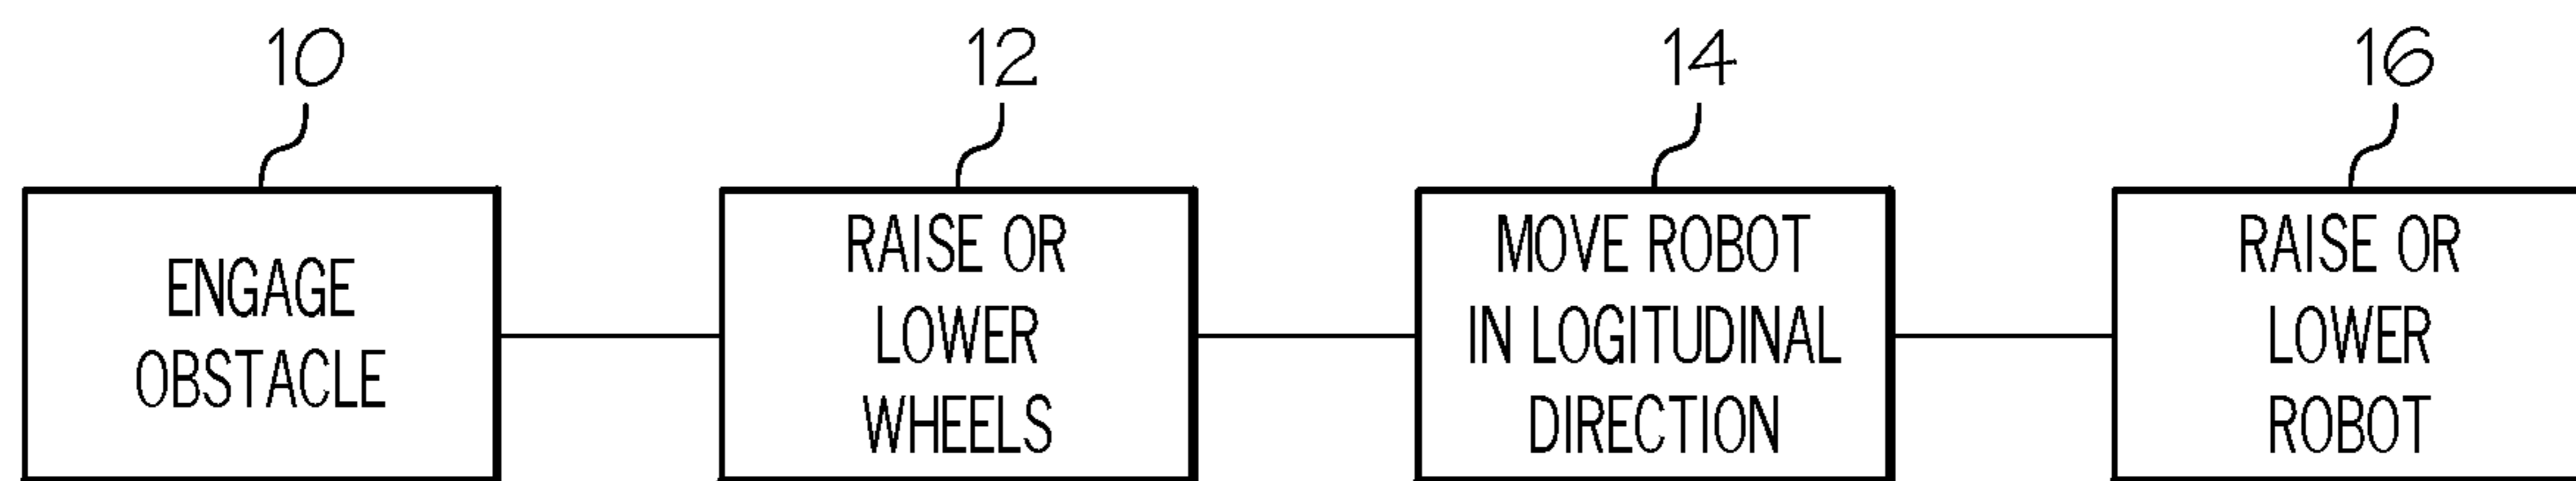 10
12
14
16
ENGAGE
OBSTACLE
RAISE OR
LOWER
WHEELS
MOVE ROBOT
IN LOGITUDINAL
DIRECTION
RAISE OR
LOWER
ROBOT